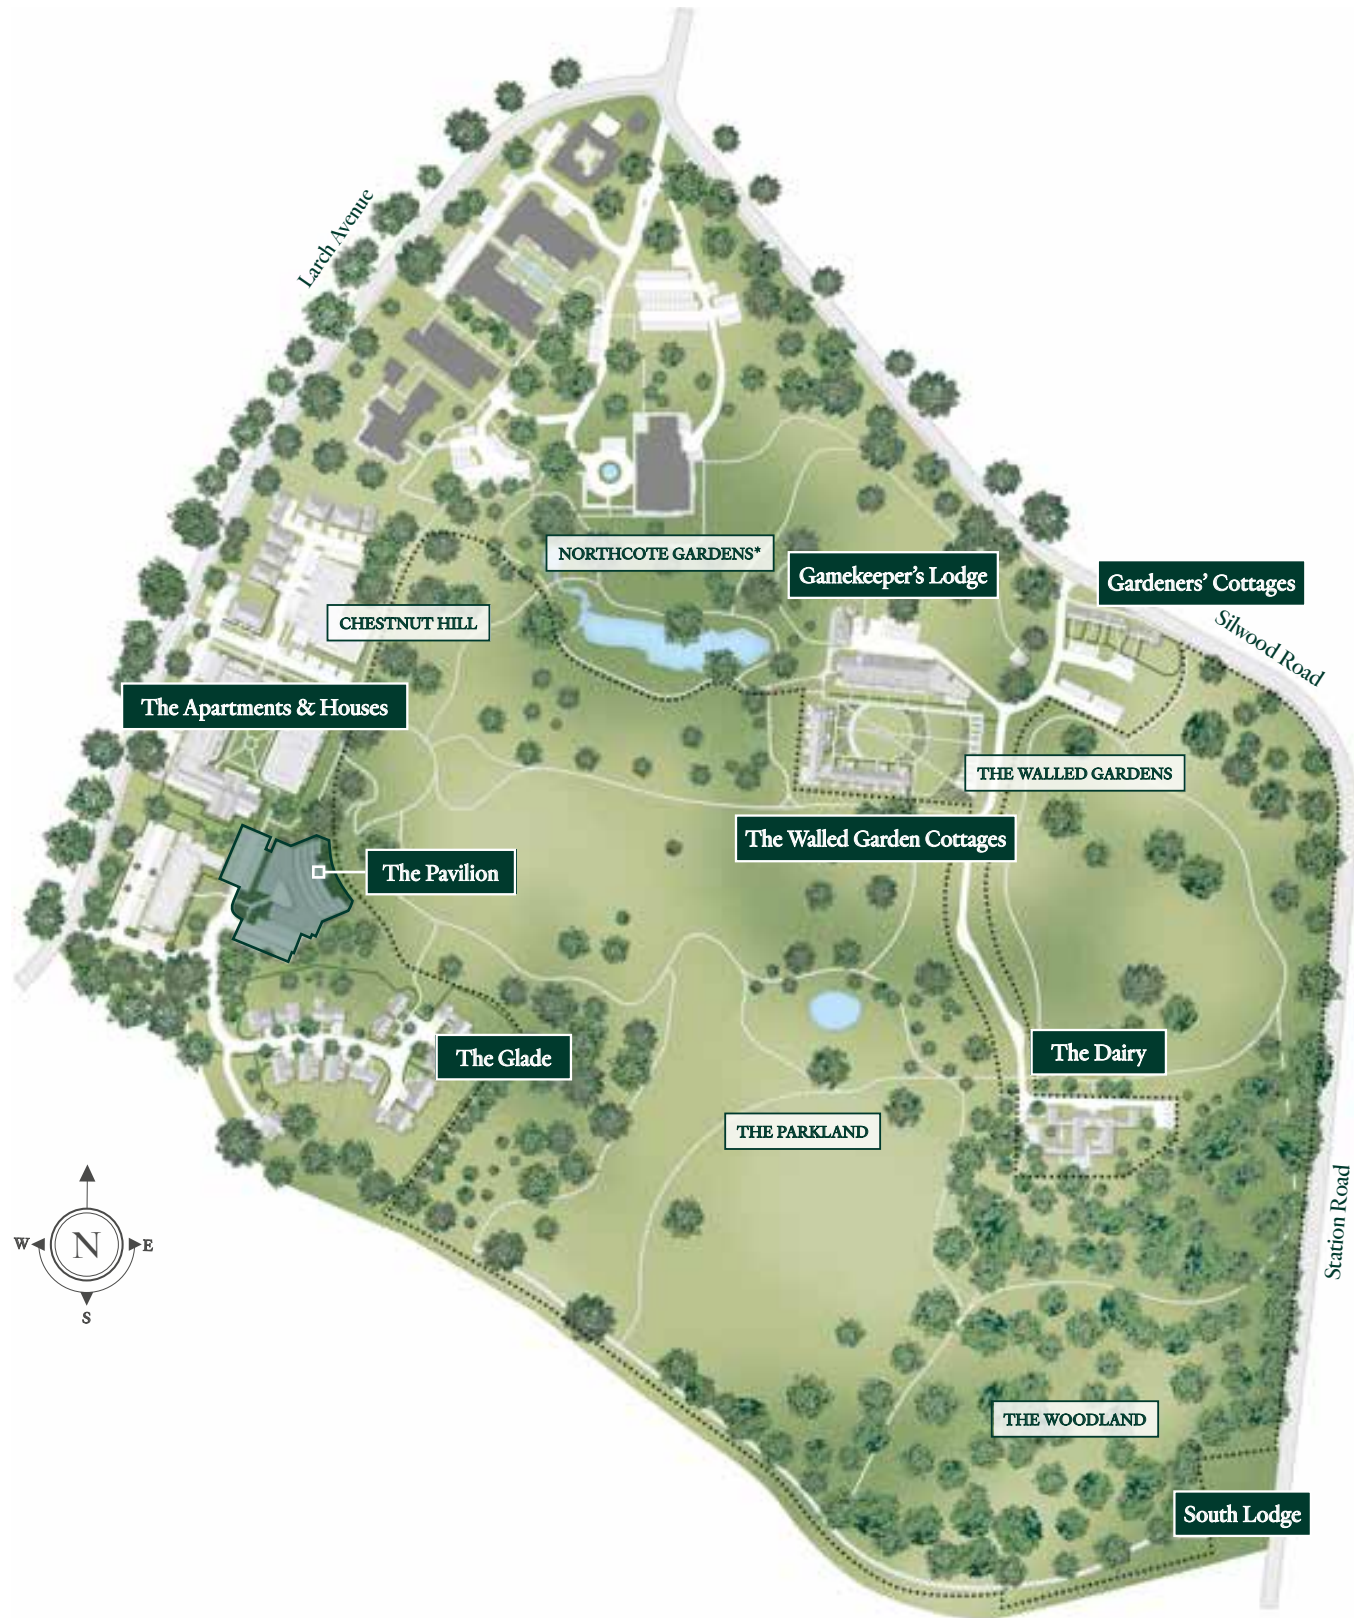 Larch Avenue
NORTHCOTE GARDENS*
Gamekeeper's Lodge
Gardeners' Cottages
CHESTNUT HILL
Silwood Road
The Apartments & Houses
THE WALLED GARDENS
The Walled Garden Cottages
The Pavilion
The Glade
The Dairy
THE PARKLAND
Station Road
W
N
E
S
THE WOODLAND
South Lodge